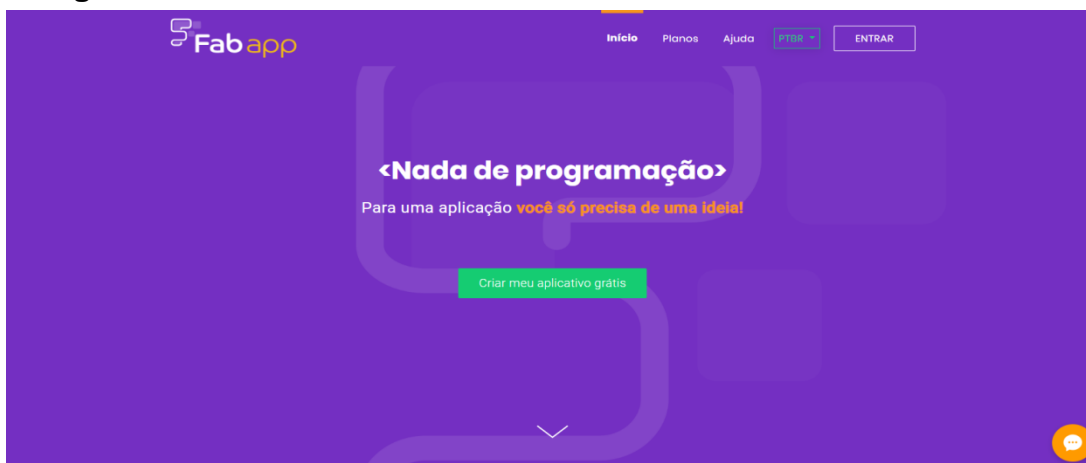 Fabapp
Início Planos Ajuda PTBR ENTRAR
<Nada de programação>
Para uma aplicação você só precisa de uma ideia!
Criar meu aplicativo grátis